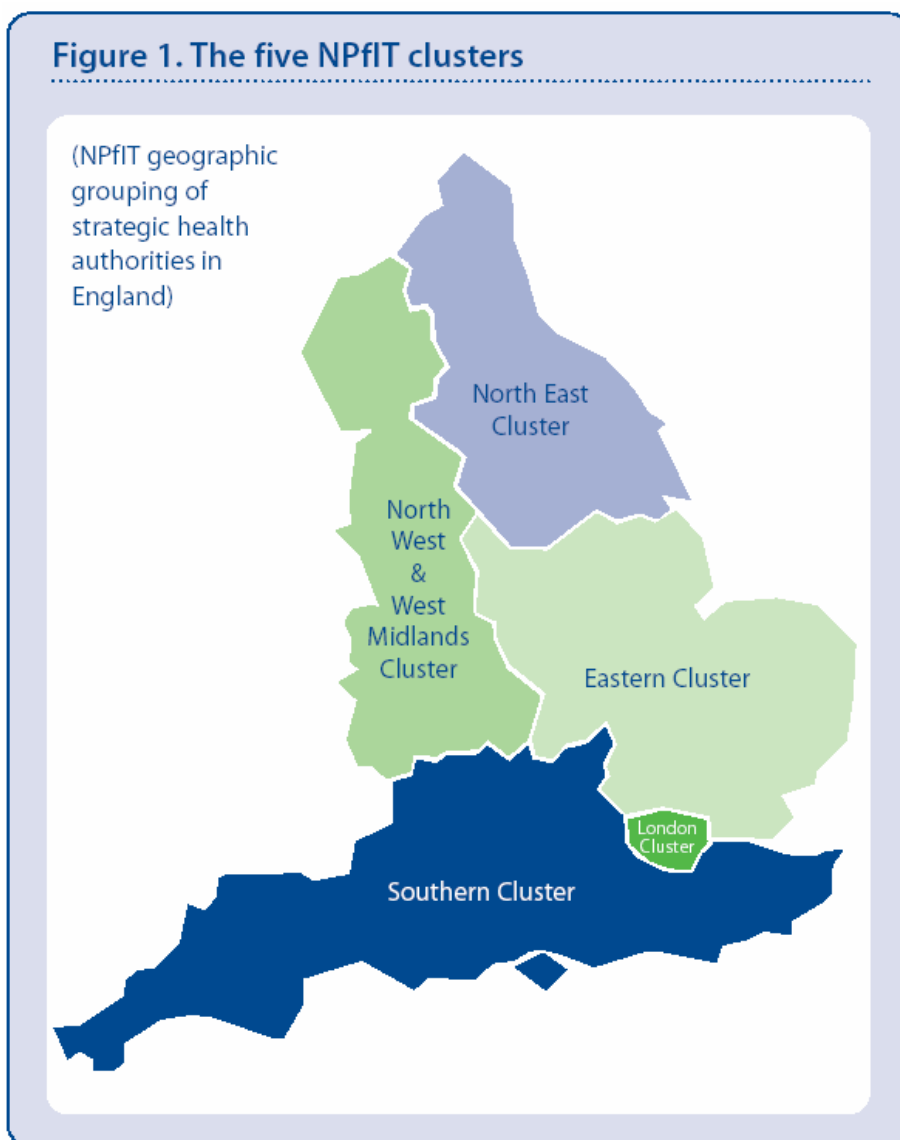 Figure 1. The five NPfIT clusters
(NPfIT geographic
grouping of
strategic health
authorities in
England)
North East
Cluster
North
West
&
West
Midlands
Cluster
Eastern Cluster
London
Cluster
Southern Cluster